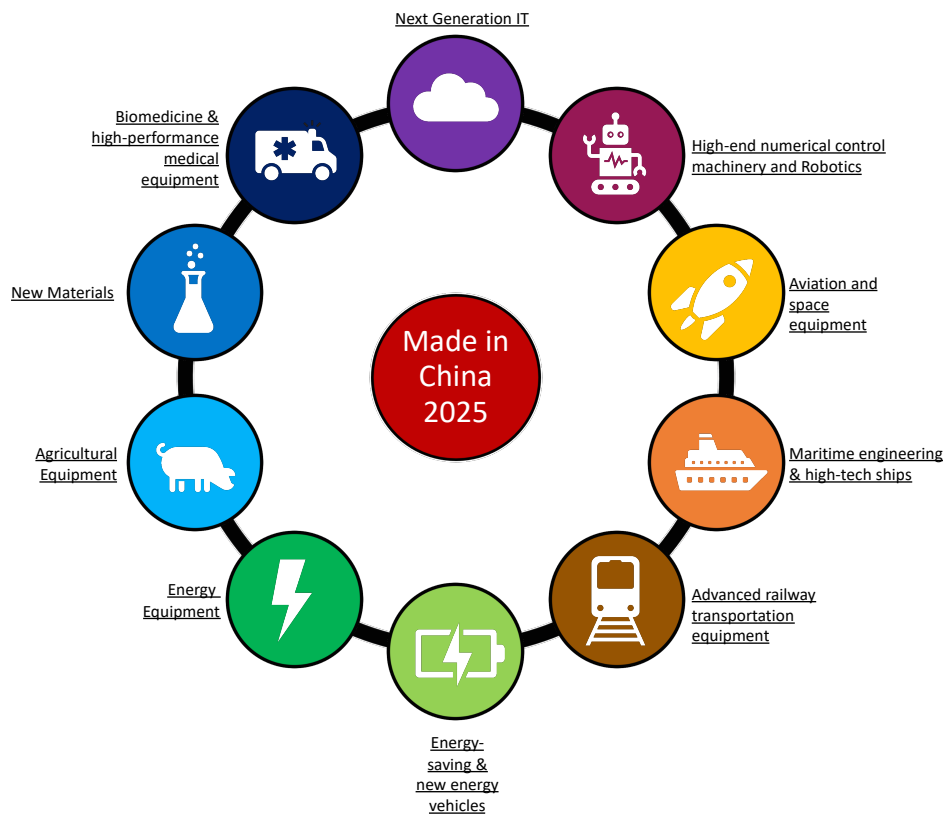 Next Generation IT
High-end numerical control
machinery and Robotics
Aviation and
space
equipment
Maritime engineering
& high-tech ships
Advanced railway
transportation
equipment
Energy-
saving &
new energy
vehicles
Energy
Equipment
Agricultural
Equipment
New Materials
Biomedicine &
high-performance
medical
equipment
Made in
China
2025